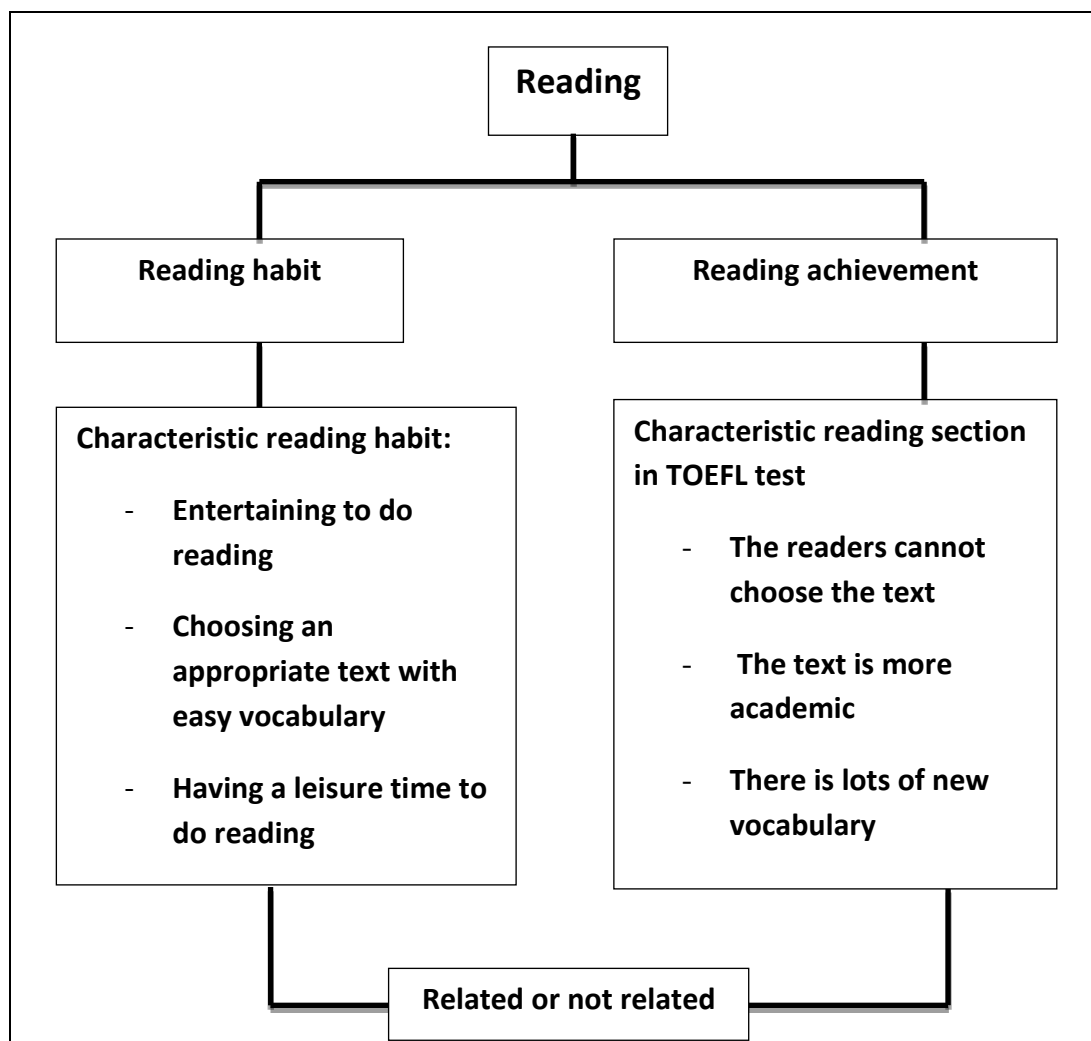 Reading
Reading habit
Reading achievement
Characteristic reading habit:
- Entertaining to do
reading
- Choosing an
appropriate text with
easy vocabulary
- Having a leisure time to
do reading
Characteristic reading section
in TOEFL test
- The readers cannot
choose the text
- The text is more
academic
- There is lots of new
vocabulary
Related or not related